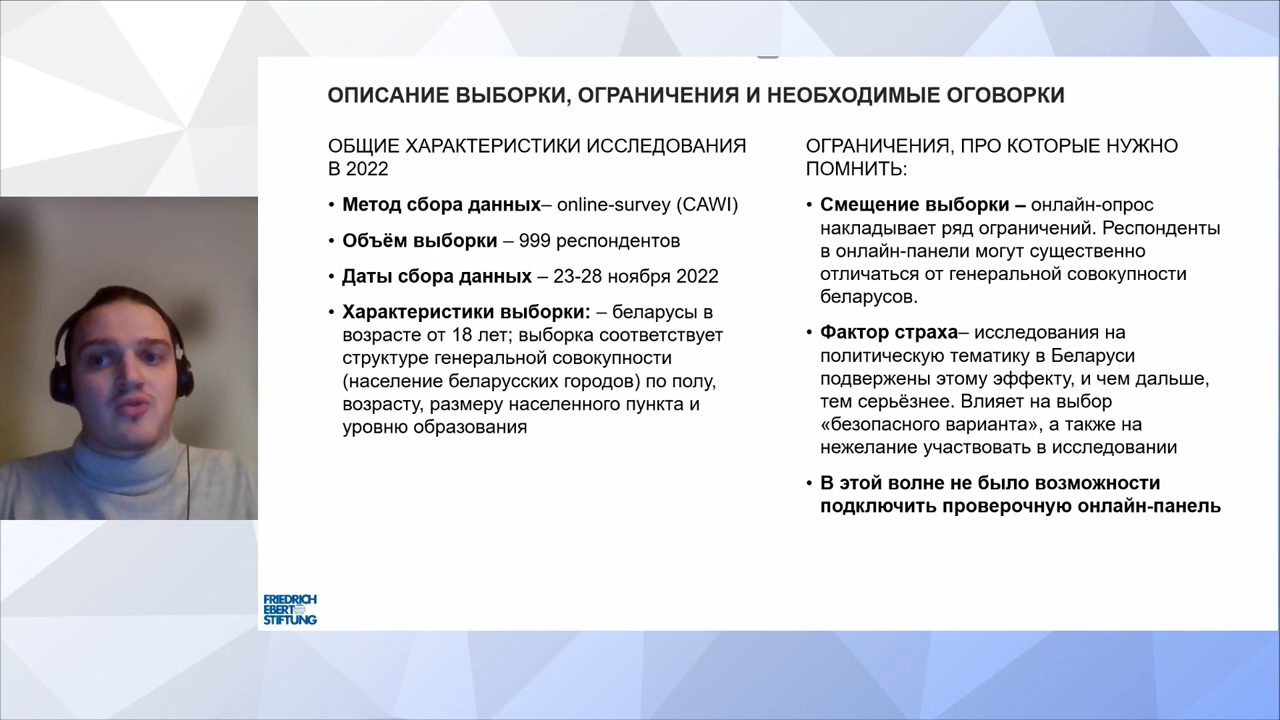 ОПИСАНИЕ ВЫБОРКИ, ОГРАНИЧЕНИЯ И НЕОБХОДИМЫЕ ОГОВОРКИ
ОБЩИЕ ХАРАКТЕРИСТИКИ ИССЛЕДОВАНИЯ
В 2022
• Метод сбора данных– online-survey (CAWI)
• Объём выборки – 999 респондентов
• Даты сбора данных – 23-28 ноября 2022
• Характеристики выборки: – беларусы в
возрасте от 18 лет; выборка соответствует
структуре генеральной совокупности
(население беларусских городов) по полу,
возрасту, размеру населенного пункта и
уровню образования
ОГРАНИЧЕНИЯ, ПРО КОТОРЫЕ НУЖНО
ПОМНИТЬ:
• Смещение выборки – онлайн-опрос
накладывает ряд ограничений. Респонденты
в онлайн-панели могут существенно
отличаться от генеральной совокупности
беларусов.
• Фактор страха– исследования на
политическую тематику в Беларуси
подвержены этому эффекту, и чем дальше,
тем серьёзнее. Влияет на выбор
«безопасного варианта», а также на
нежелание участвовать в исследовании
• В этой волне не было возможности
подключить проверочную онлайн-панель
FRIEDRICH
EBERT
STIFTUNG